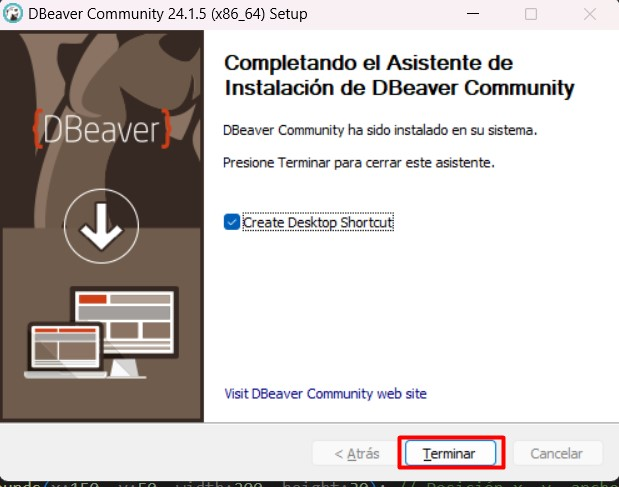 DBeaver Community 24.1.5 (x86_64) Setup
{DBeaver}
Completando el Asistente de
Instalación de DBeaver Community
DBeaver Community ha sido instalado en su sistema.
Presione Terminar para cerrar este asistente.
Create Desktop Shortcut
Visit DBeaver Community web site
< Atrás
Terminar
Cancelar